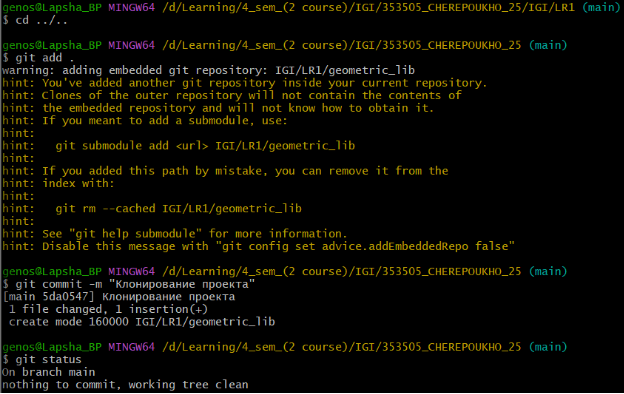 genos@Lapsha_BP MINGW64 /d/Learning/4_sem_(2 course)/IGI/353505_CHEREPOUKHO_25/IGI/LR1 (main)
$ cd ../..
genos@Lapsha_BP MINGW64 /d/Learning/4_sem_(2 course)/IGI/353505_CHEREPOUKHO_25 (main)
$ git add .
warning: adding embedded git repository: IGI/LR1/geometric_lib
hint: You've added another git repository inside your current repository.
hint: Clones of the outer repository will not contain the contents of
hint: the embedded repository and will not know how to obtain it.
hint: If you meant to add a submodule, use:
hint:
hint:   git submodule add <url> IGI/LR1/geometric_lib
hint:
hint: If you added this path by mistake, you can remove it from the
hint: index with:
hint:
hint:   git rm --cached IGI/LR1/geometric_lib
hint:
hint: See "git help submodule" for more information.
hint: Disable this message with "git config set advice.addEmbeddedRepo false"
genos@Lapsha_BP MINGW64 /d/Learning/4_sem_(2 course)/IGI/353505_CHEREPOUKHO_25 (main)
$ git commit -m "Клонирование проекта"
[main 5da0547] Клонирование проекта
 1 file changed, 1 insertion(+)
 create mode 160000 IGI/LR1/geometric_lib
genos@Lapsha_BP MINGW64 /d/Learning/4_sem_(2 course)/IGI/353505_CHEREPOUKHO_25 (main)
$ git status
On branch main
nothing to commit, working tree clean